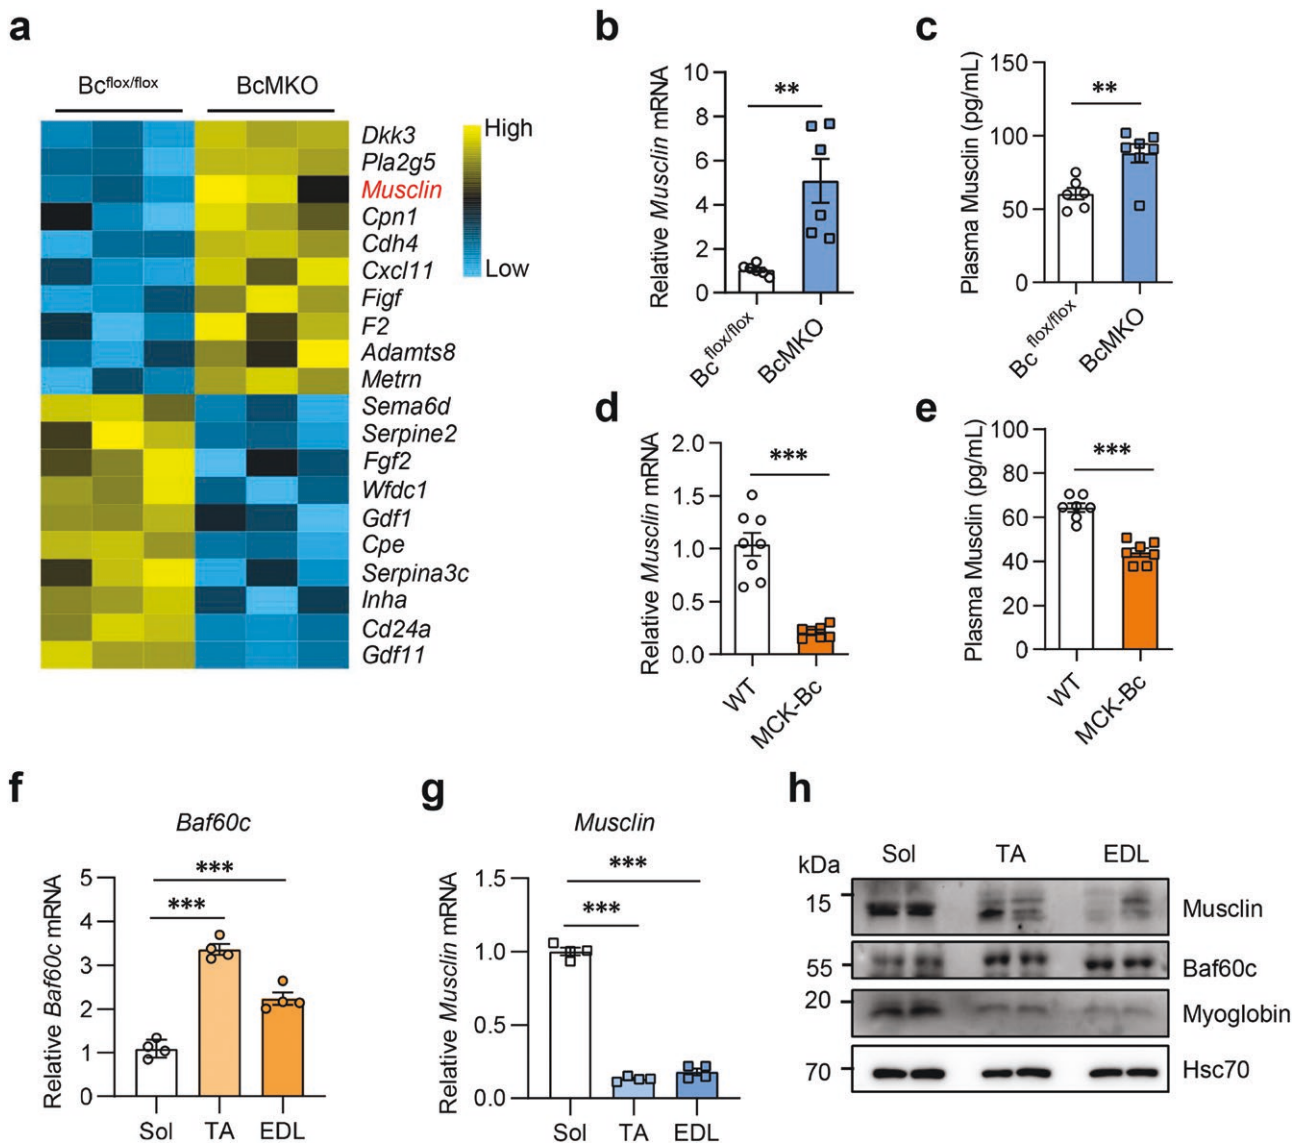 a
Bc^flox/flox
BcMKO
Dkk3
Pla2g5
Musclin
Cpn1
Cdh4
Cxcl11
Figf
F2
Adamts8
Metrn
Sema6d
Serpine2
Fgf2
Wfdc1
Gdf1
Cpe
Serpina3c
Inha
Cd24a
Gdf11
High
Low
b
Relative Musclin mRNA
10
8
6
4
2
0
**
Bc^flox/flox
BcMKO
c
Plasma Musclin (pg/mL)
150
100
50
0
**
Bc^flox/flox
BcMKO
d
Relative Musclin mRNA
2.0
1.5
1.0
0.5
0.0
***
WT
MCK-Bc
e
Plasma Musclin (pg/mL)
100
80
60
40
20
0
***
WT
MCK-Bc
f
Baf60c
Relative Baf60c mRNA
5
4
3
2
1
0
***
***
Sol TA EDL
g
Musclin
Relative Musclin mRNA
1.5
1.0
0.5
0.0
***
***
Sol TA EDL
h
kDa Sol TA EDL
15 Musclin
55 Baf60c
20 Myoglobin
70 Hsc70